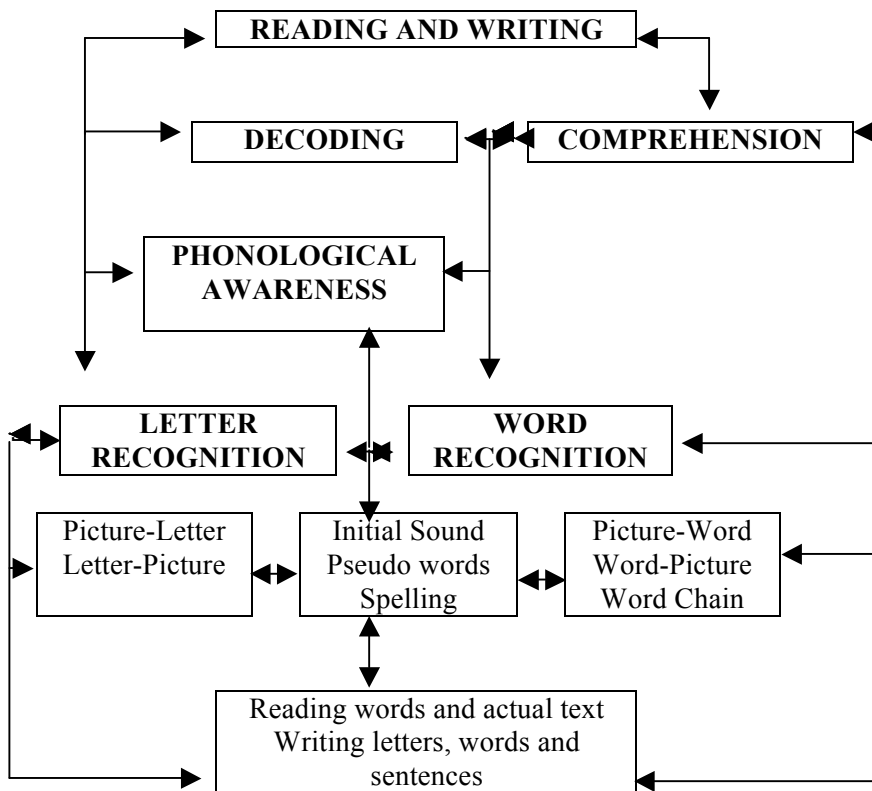 READING AND WRITING
DECODING
COMPREHENSION
PHONOLOGICAL
AWARENESS
LETTER
RECOGNITION
WORD
RECOGNITION
Picture-Letter
Letter-Picture
Initial Sound
Pseudo words
Spelling
Picture-Word
Word-Picture
Word Chain
Reading words and actual text
Writing letters, words and
sentences